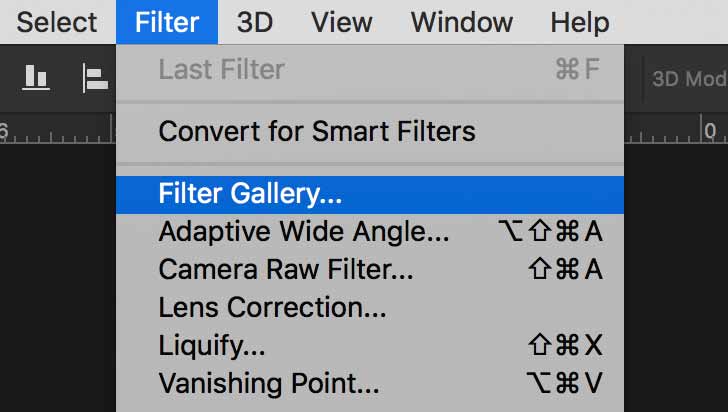 Select Filter 3D View Window Help
3D Mod
6 0
Last Filter ⌘F
Convert for Smart Filters
Filter Gallery...
Adaptive Wide Angle... ⌥⇧⌘A
Camera Raw Filter... ⇧⌘A
Lens Correction...
Liquify... ⇧⌘X
Vanishing Point... ⌥⌘V